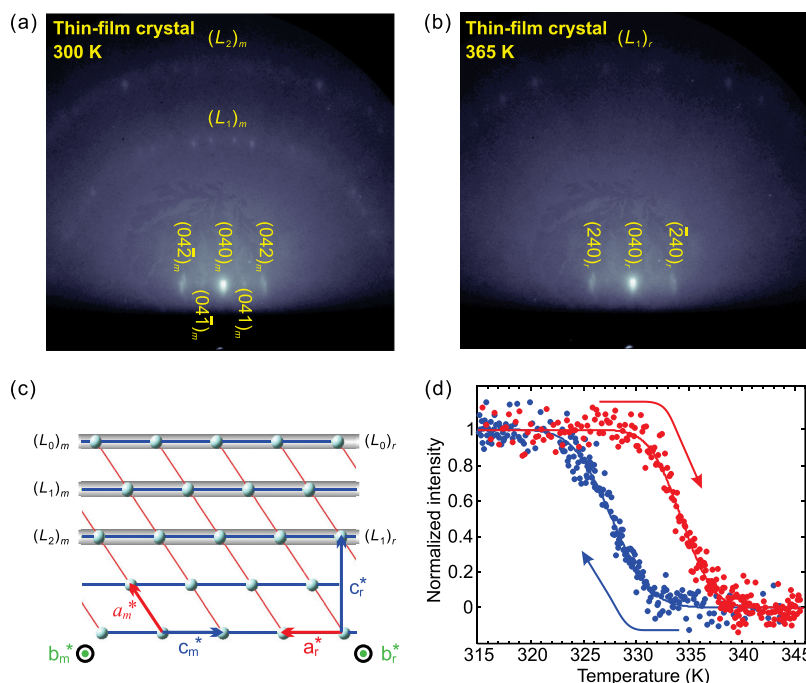 (a)
Thin-film crystal
300 K
(L₂)ₘ
(L₁)ₘ
(042̅)ₘ
(040)ₘ
(042)ₘ
(041̅)ₘ
(041)ₘ
(b)
Thin-film crystal
365 K
(L₁)ᵣ
(240)ᵣ
(040)ᵣ
(2̅40)ᵣ
(c)
(L₀)ₘ (L₀)ᵣ
(L₁)ₘ
(L₂)ₘ (L₁)ᵣ
cᵣ*
aₘ*
cₘ* aᵣ*
bₘ* bᵣ*
(d)
Normalized intensity
1
0.8
0.6
0.4
0.2
0
315 320 325 330 335 340 345
Temperature (K)